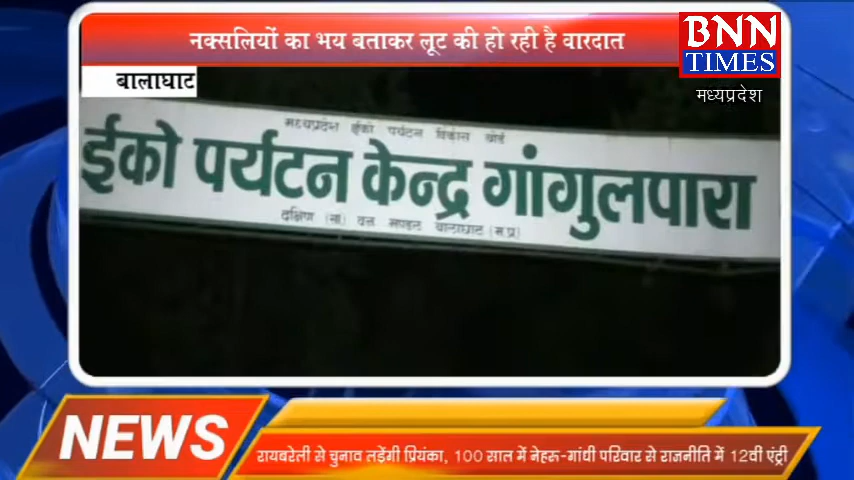 नक्सलियों का भय बताकर लूट की हो रही है वारदात
BNN
TIMES
मध्यप्रदेश
बालाघाट
मध्यप्रदेश ईको पर्यटन विकास बोर्ड
ईको पर्यटन केन्द्र गांगुलपारा
दक्षिण (सा) वन मण्डल बालाघाट (म.प्र)
NEWS
रायबरेली से चुनाव लड़ेंगी प्रियंका, 100 साल में नेहरू-गांधी परिवार से राजनीति में 12वीं एंट्री